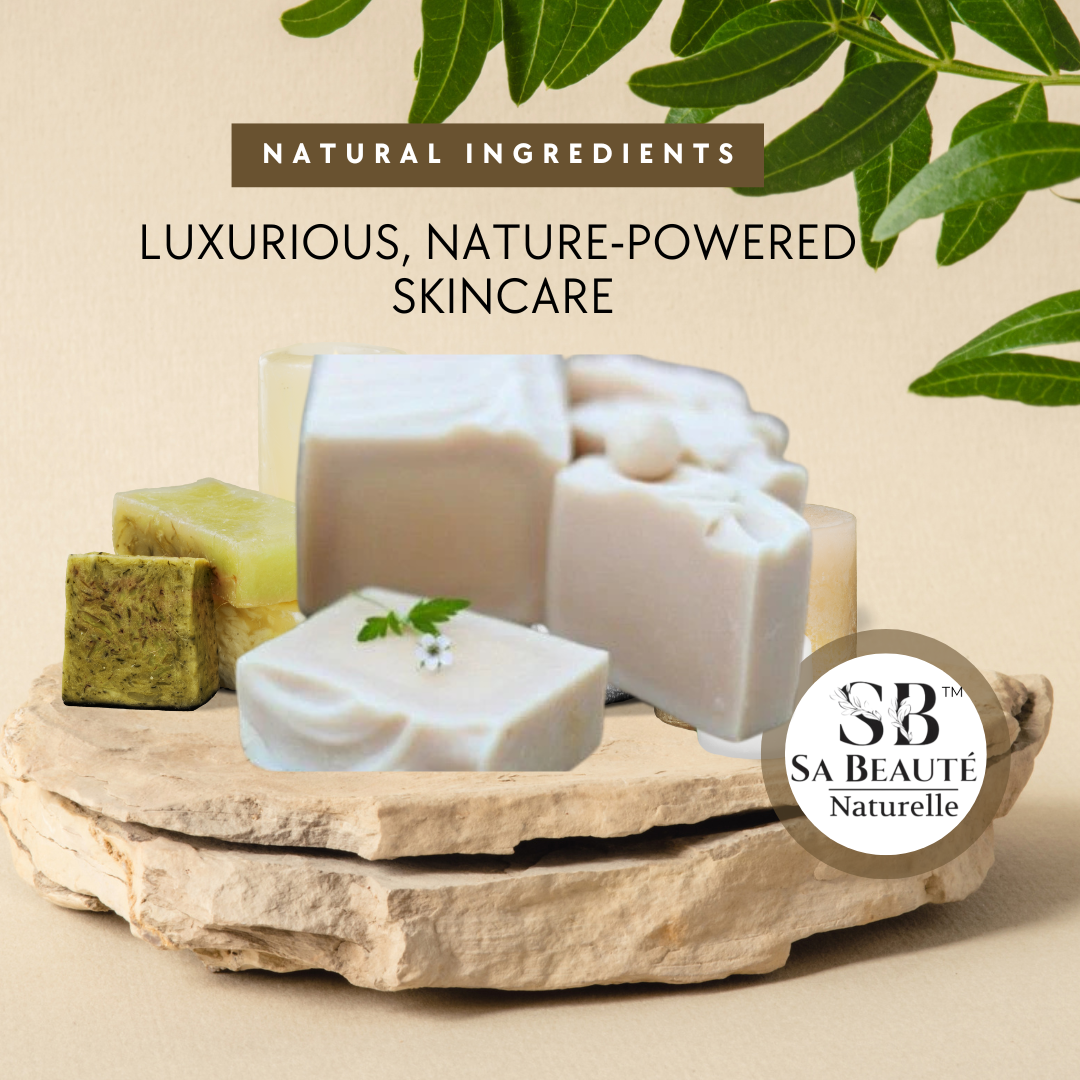 NATURAL INGREDIENTS
LUXURIOUS, NATURE-POWERED
SKINCARE
SB™
SA BEAUTÉ
Naturelle